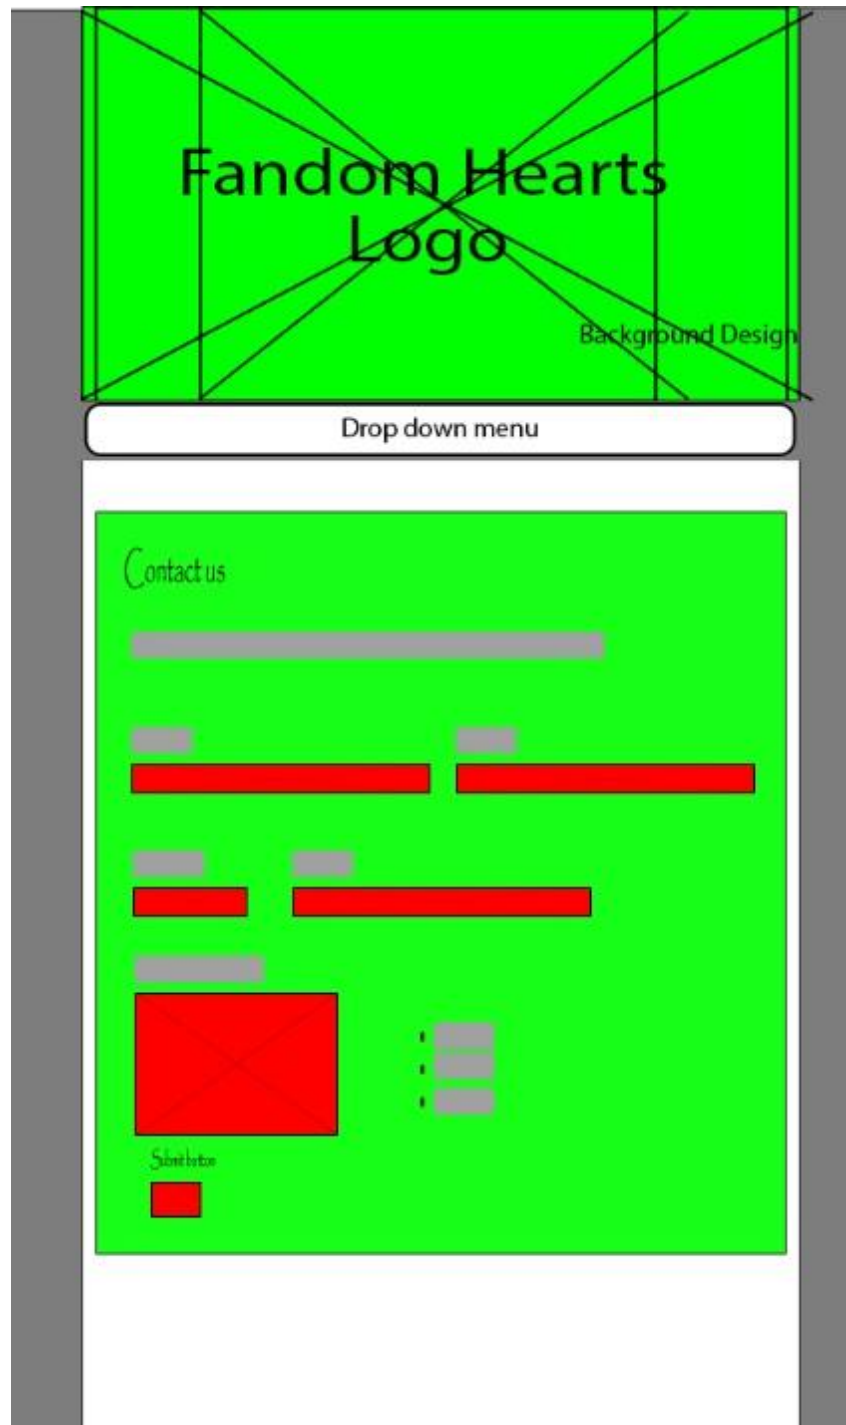 Fandom Hearts
Logo
Background Design
Drop down menu
Contact us
Submit button